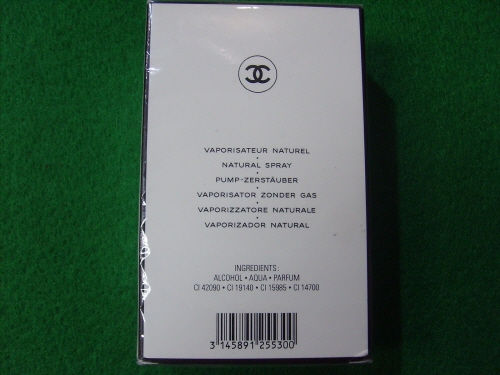 VAPORISATEUR NATUREL
•
NATURAL SPRAY
•
PUMP-ZERSTÄUBER
•
VAPORISATOR ZONDER GAS
•
VAPORIZZATORE NATURALE
•
VAPORIZADOR NATURAL
INGREDIENTS:
ALCOHOL • AQUA • PARFUM
CI 42090 • CI 19140 • CI 15985 • CI 14700
3 145891 255300